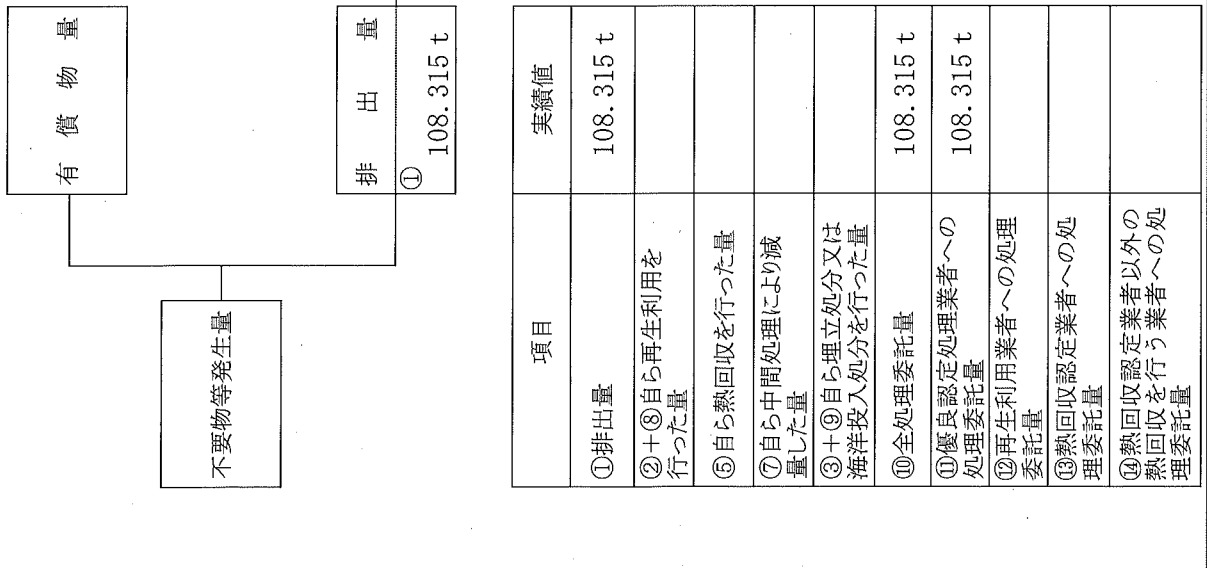 有償物量
不要物等発生量
排出量
①
108.315 t
項目
実績値
①排出量
108.315 t
②+⑧自ら再生利用を
行った量
⑤自ら熱回収を行った量
⑦自ら中間処理により減
量した量
③+⑨自ら埋立処分又は
海洋投入処分を行った量
⑩全処理委託量
108.315 t
⑪優良認定処理業者への
処理委託量
108.315 t
⑫再生利用業者への処理
委託量
⑬熱回収認定業者への処
理委託量
⑭熱回収認定業者以外の
熱回収を行う業者への処
理委託量